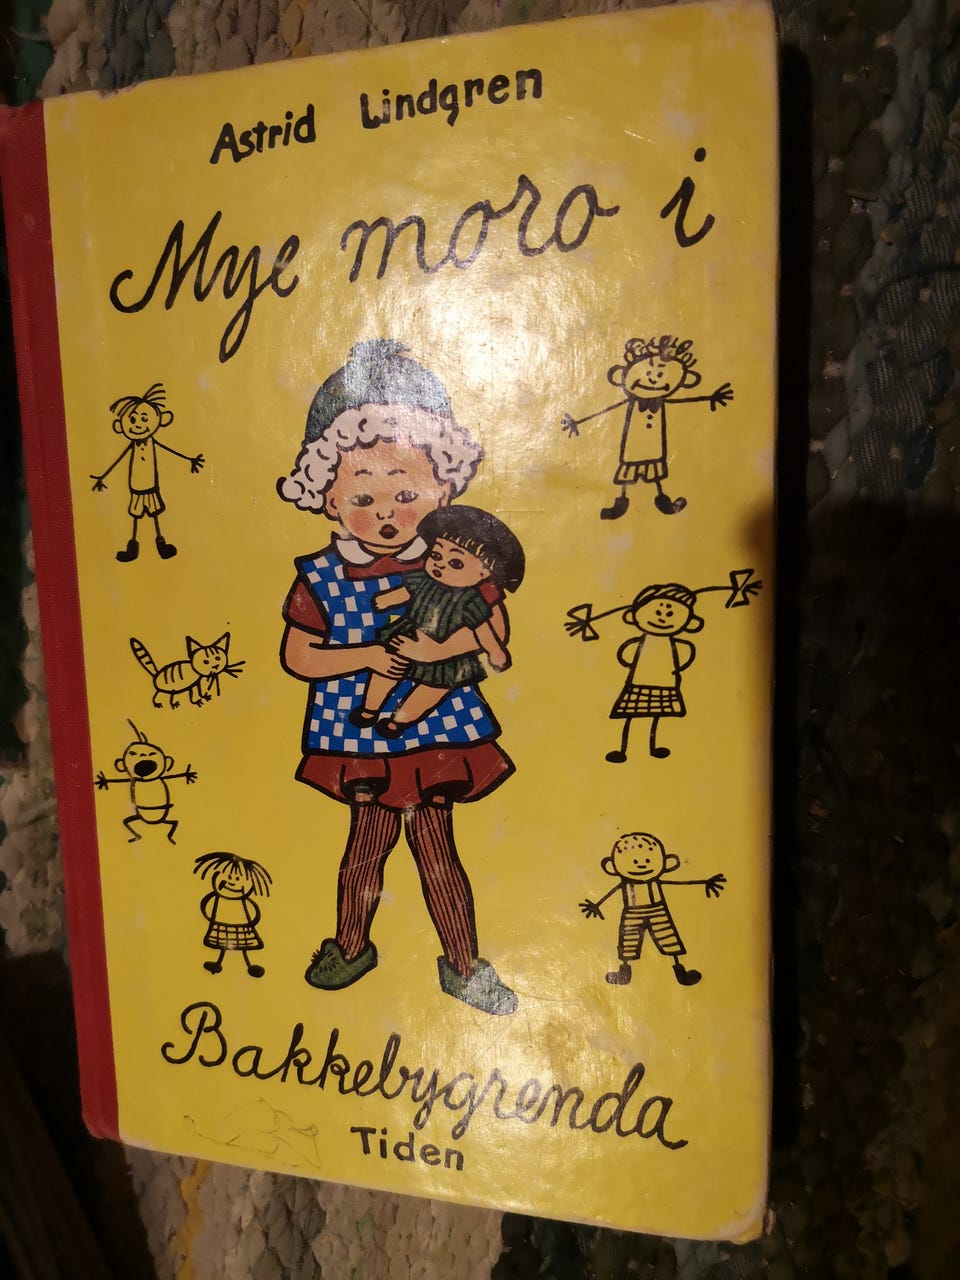 Astrid Lindgren
Mye moro i
Bakkebygrenda
Tiden